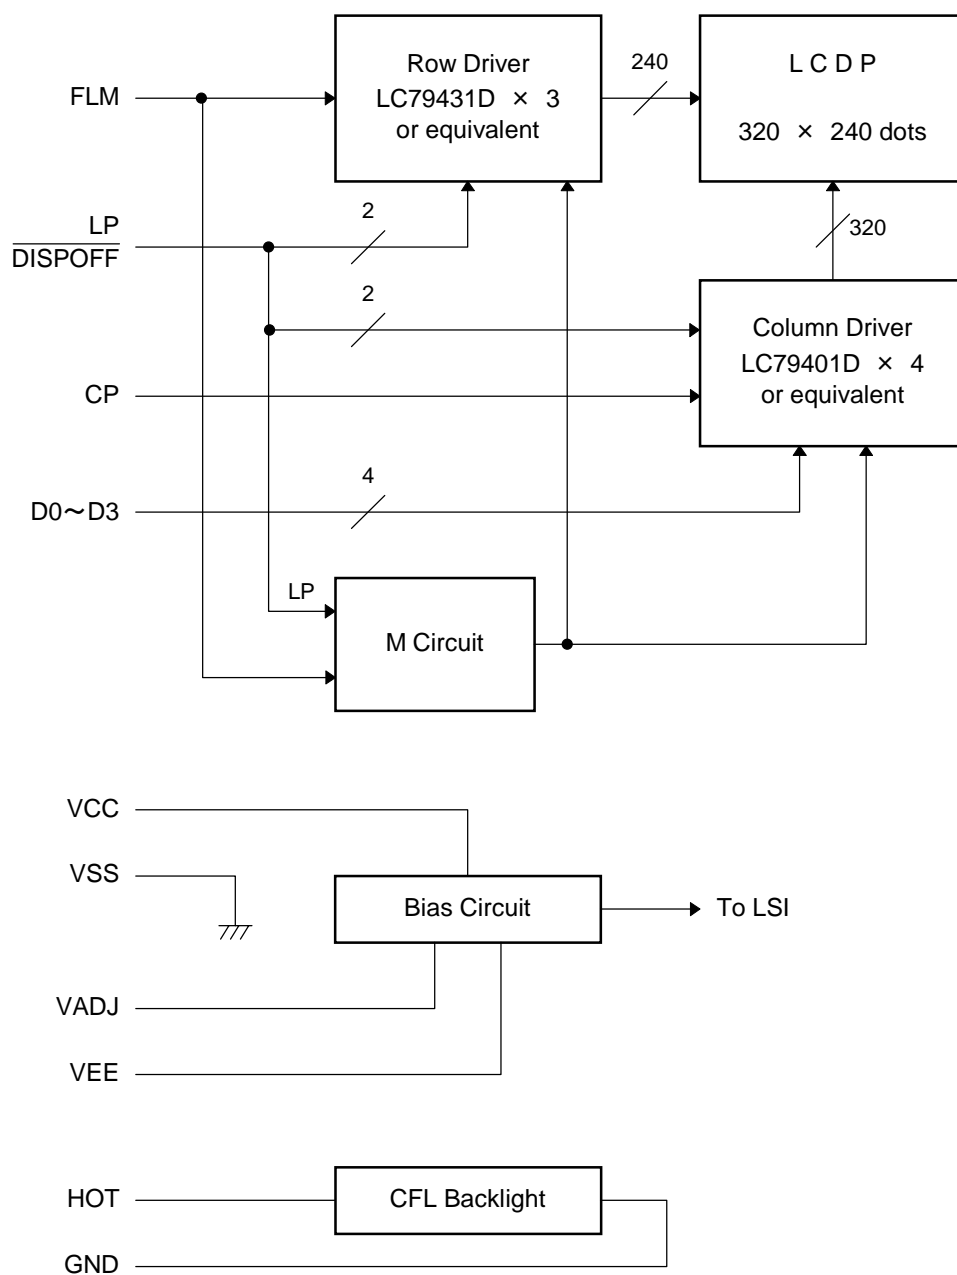 Row Driver
LC79431D × 3
or equivalent
240
L C D P
320 × 240 dots
FLM
LP
DISPOFF
2
320
2
Column Driver
LC79401D × 4
or equivalent
CP
4
D0～D3
LP
M Circuit
VCC
VSS
Bias Circuit
To LSI
VADJ
VEE
HOT
CFL Backlight
GND